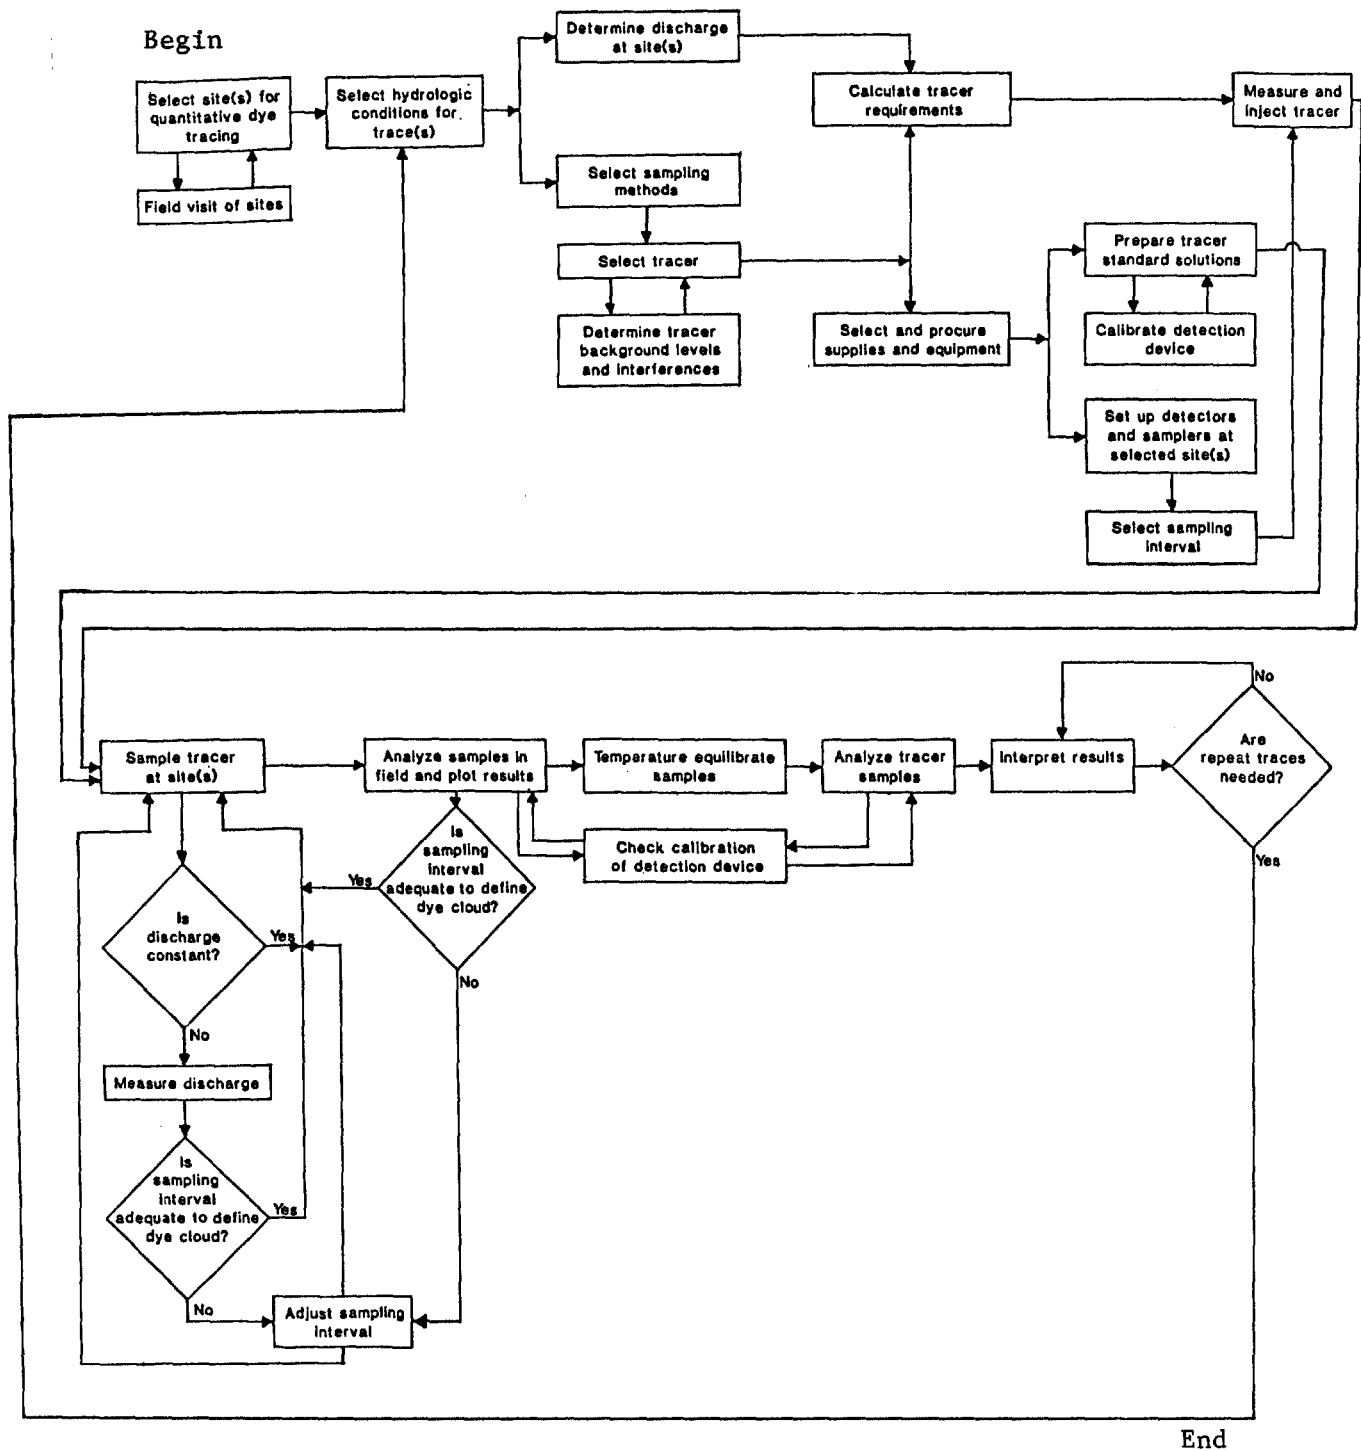 Begin
Select site(s) for
quantitative dye
tracing
Field visit of sites
Select hydrologic
conditions for
trace(s)
Determine discharge
at site(s)
Select sampling
methods
Select tracer
Determine tracer
background levels
and interferences
Calculate tracer
requirements
Select and procure
supplies and equipment
Measure and
inject tracer
Prepare tracer
standard solutions
Calibrate detection
device
Set up detectors
and samplers at
selected site(s)
Select sampling
interval
Sample tracer
at site(s)
Analyze samples in
field and plot results
Temperature equilibrate
samples
Analyze tracer
samples
Interpret results
No
Are
repeat traces
needed?
Yes
Check calibration
of detection device
Is
sampling
interval
adequate to define
dye cloud?
Yes
No
Is
discharge
constant?
Yes
No
Measure discharge
Is
sampling
interval
adequate to define
dye cloud?
Yes
No
Adjust sampling
interval
End